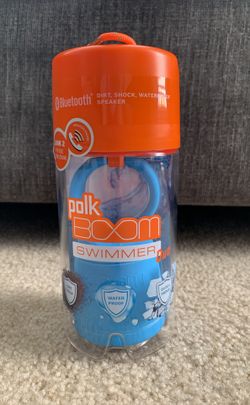 Bluetooth
DIRT, SHOCK, WATERPROOF
SPEAKER
polk
BOOM
SWIMMER
WATER
PROOF